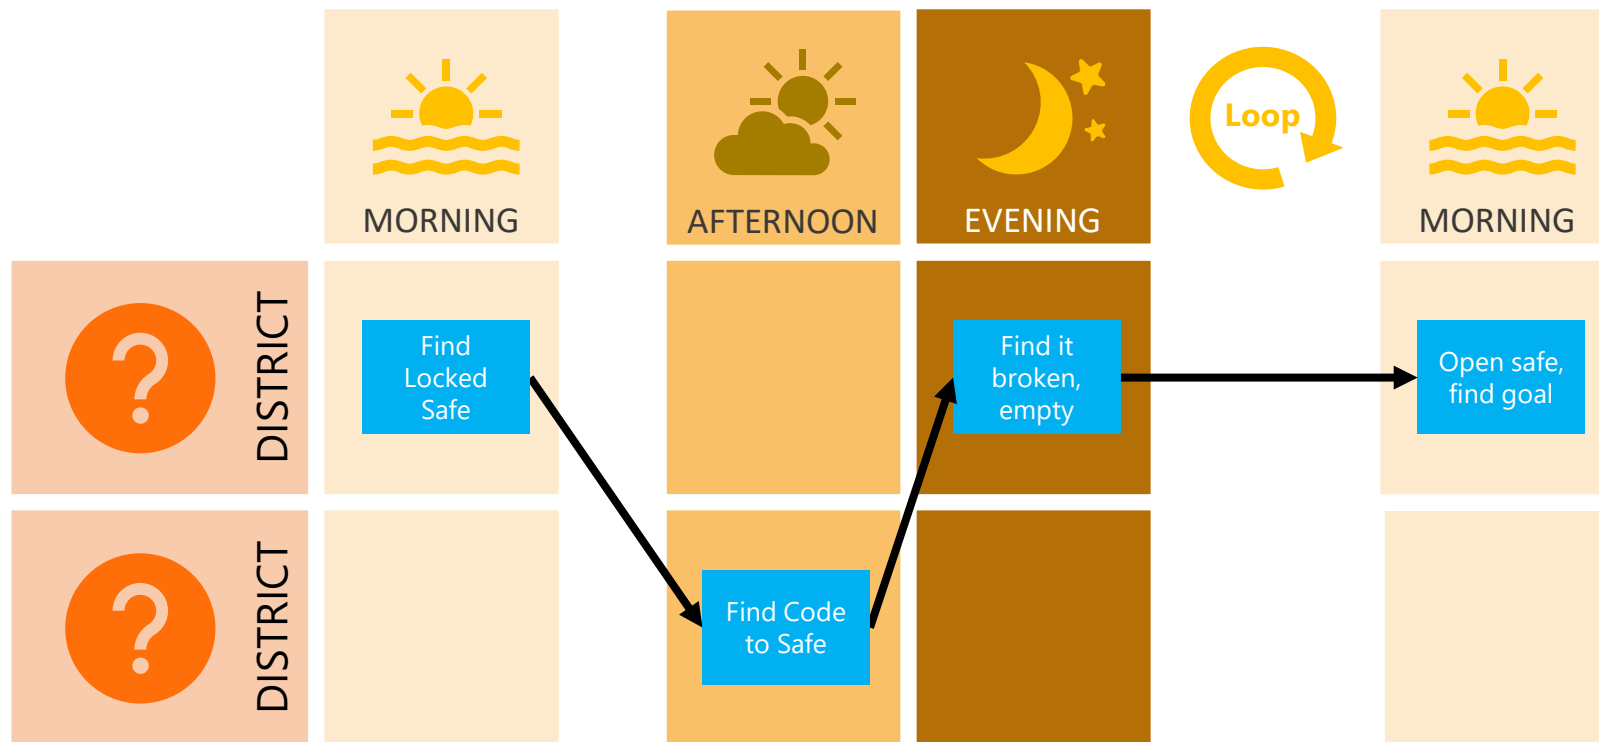 MORNING
AFTERNOON
EVENING
Loop
MORNING
DISTRICT
Find
Locked
Safe
Find it
broken,
empty
Open safe,
find goal
DISTRICT
Find Code
to Safe